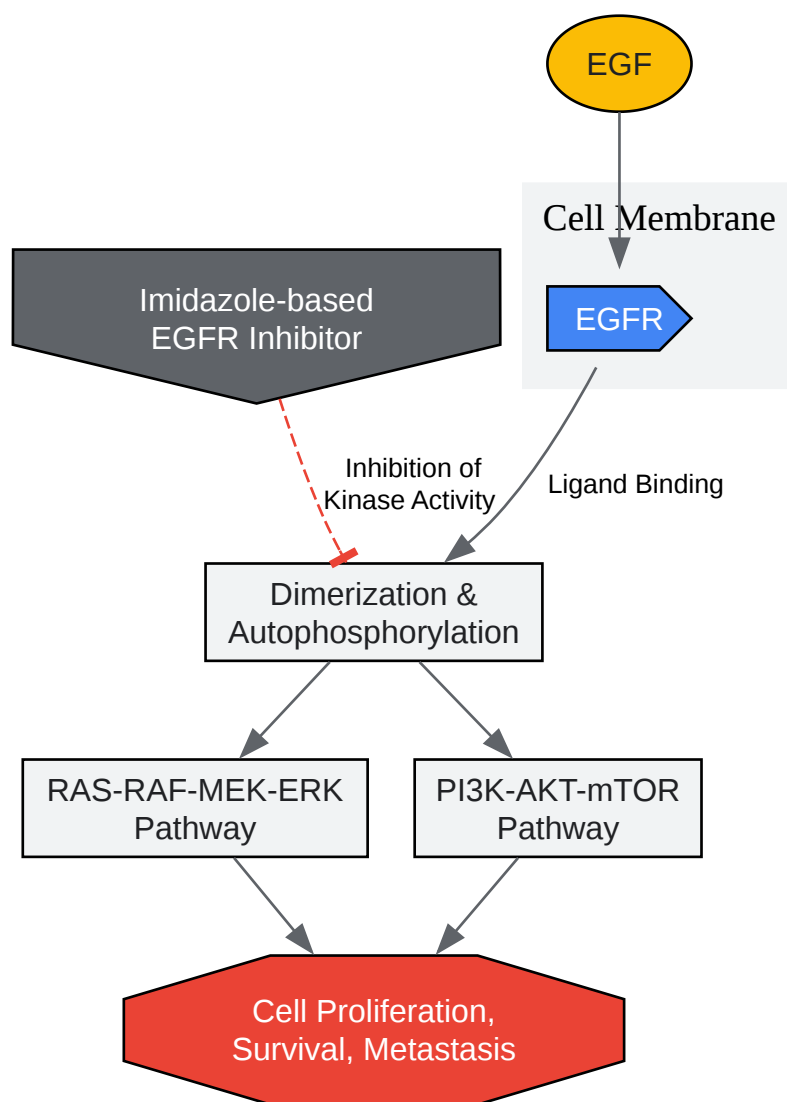 EGF
Cell Membrane
Imidazole-based
EGFR Inhibitor
EGFR
Inhibition of
Kinase Activity
Ligand Binding
Dimerization &
Autophosphorylation
RAS-RAF-MEK-ERK
Pathway
PI3K-AKT-mTOR
Pathway
Cell Proliferation,
Survival, Metastasis